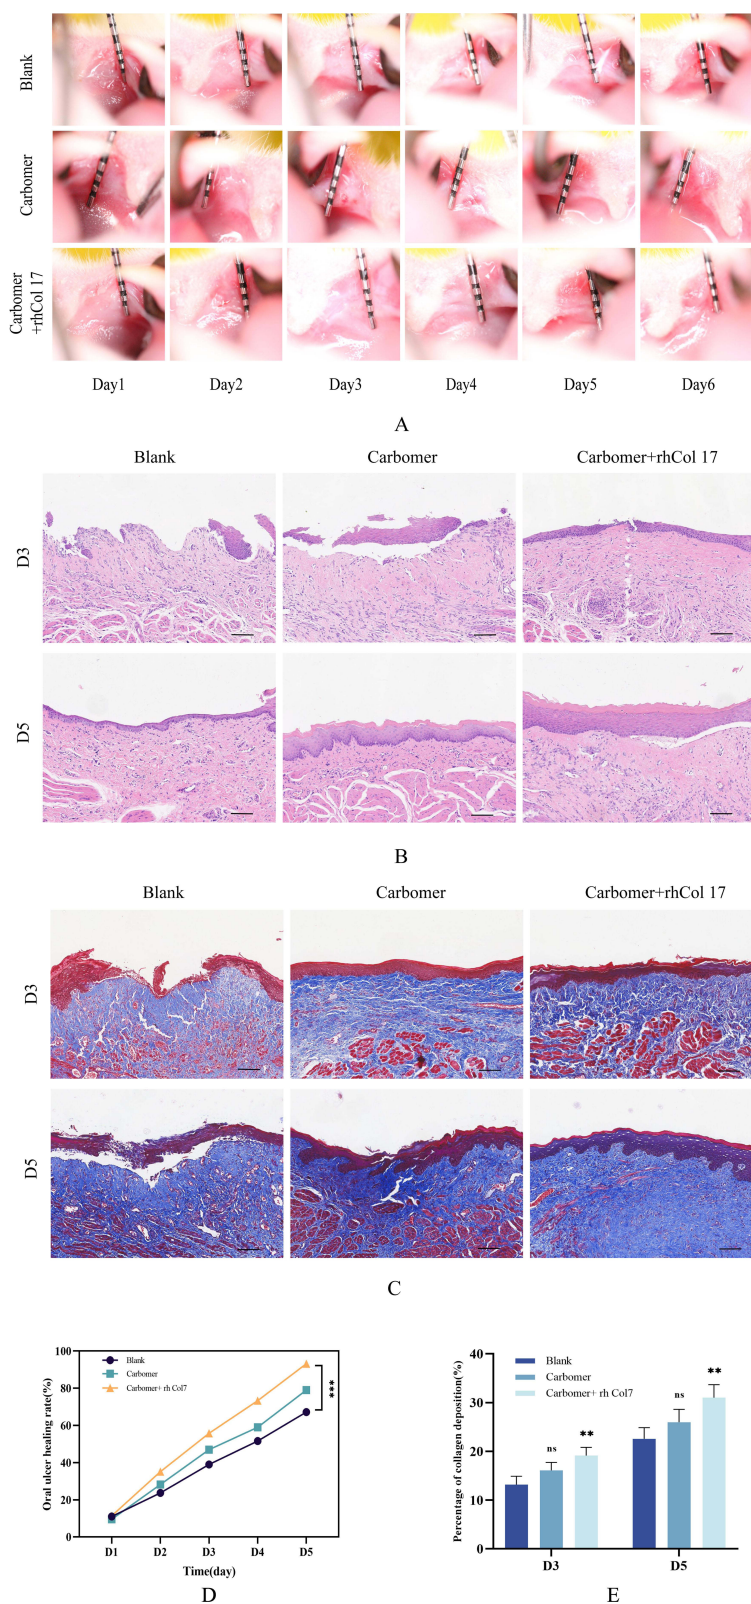 Blank
Carbomer
Carbomer
+rhCol 17
Day1 Day2 Day3 Day4 Day5 Day6
A
Blank Carbomer Carbomer+rhCol 17
D3
D5
B
Blank Carbomer Carbomer+rhCol 17
D3
D5
C
Oral ulcer healing rate(%)
100
80
60
40
20
0
Blank
Carbomer
Carbomer+ rh Col7
***
D1 D2 D3 D4 D5
Time(day)
D
Percentage of collagen deposition(%)
40
30
20
10
0
Blank
Carbomer
Carbomer+ rh Col7
ns **
ns **
D3 D5
E